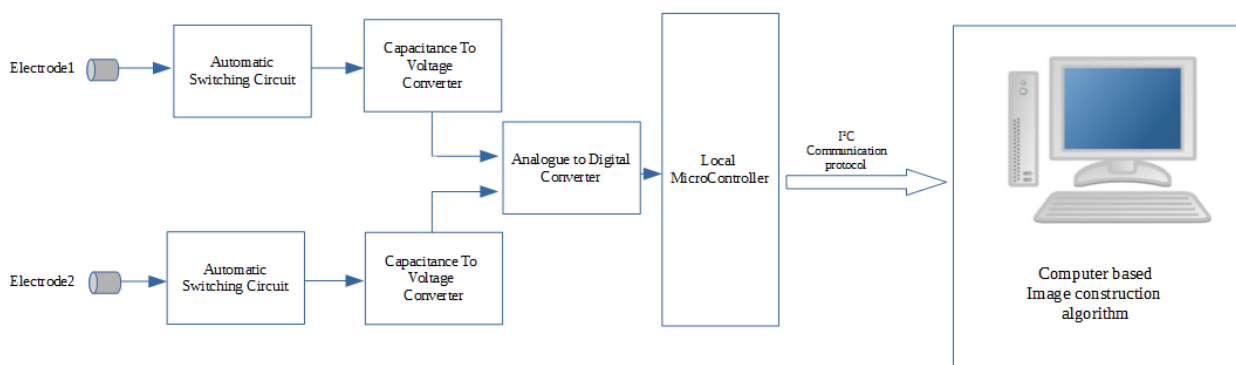 Electrode1
Automatic
Switching Circuit
Capacitance To
Voltage
Converter
Analogue to Digital
Converter
Local
MicroController
I²C
Communication
protocol
Electrode2
Automatic
Switching Circuit
Capacitance To
Voltage
Converter
Computer based
Image construction
algorithm